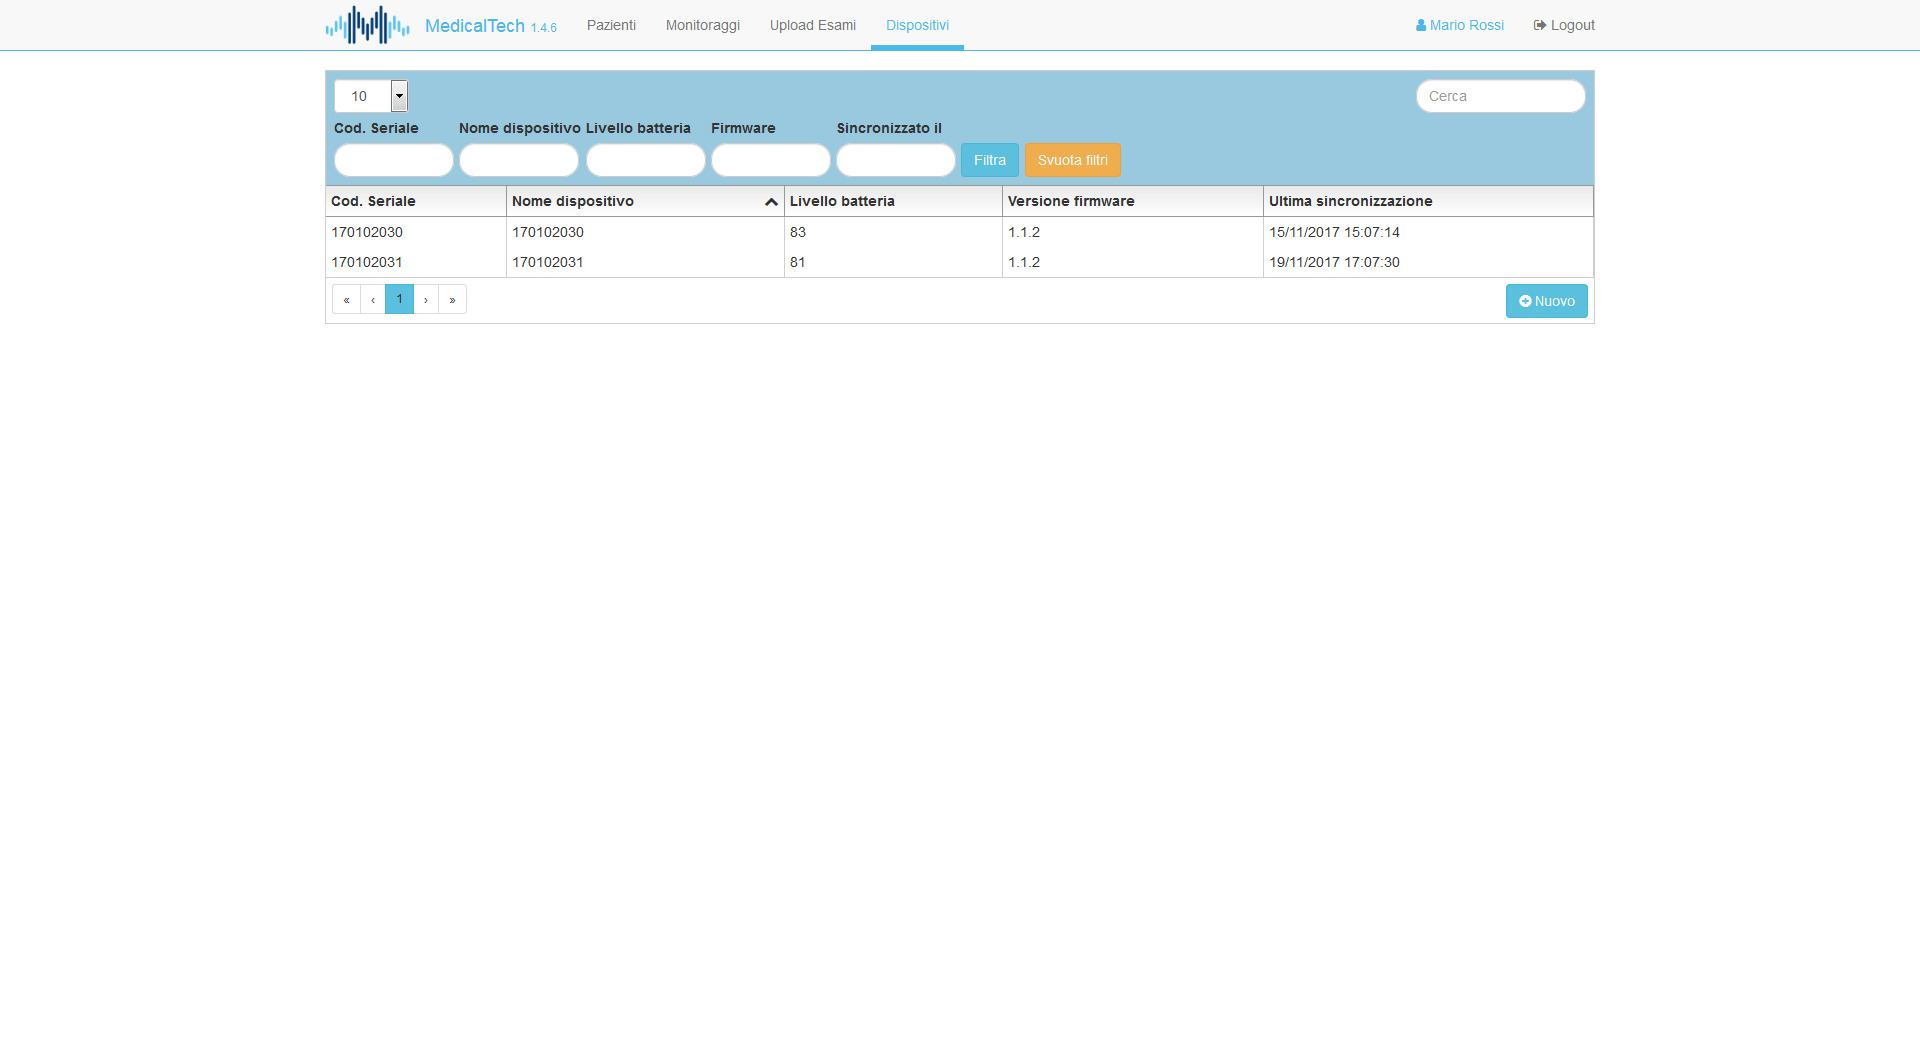 MedicalTech 1.4.6 Pazienti Monitoraggi Upload Esami Dispositivi Mario Rossi Logout
10 Cerca
Cod. Seriale Nome dispositivo Livello batteria Firmware Sincronizzato il
Filtra Svuota filtri
Cod. Seriale Nome dispositivo Livello batteria Versione firmware Ultima sincronizzazione
170102030 170102030 83 1.1.2 15/11/2017 15:07:14
170102031 170102031 81 1.1.2 19/11/2017 17:07:30
« ‹ 1 › » Nuovo